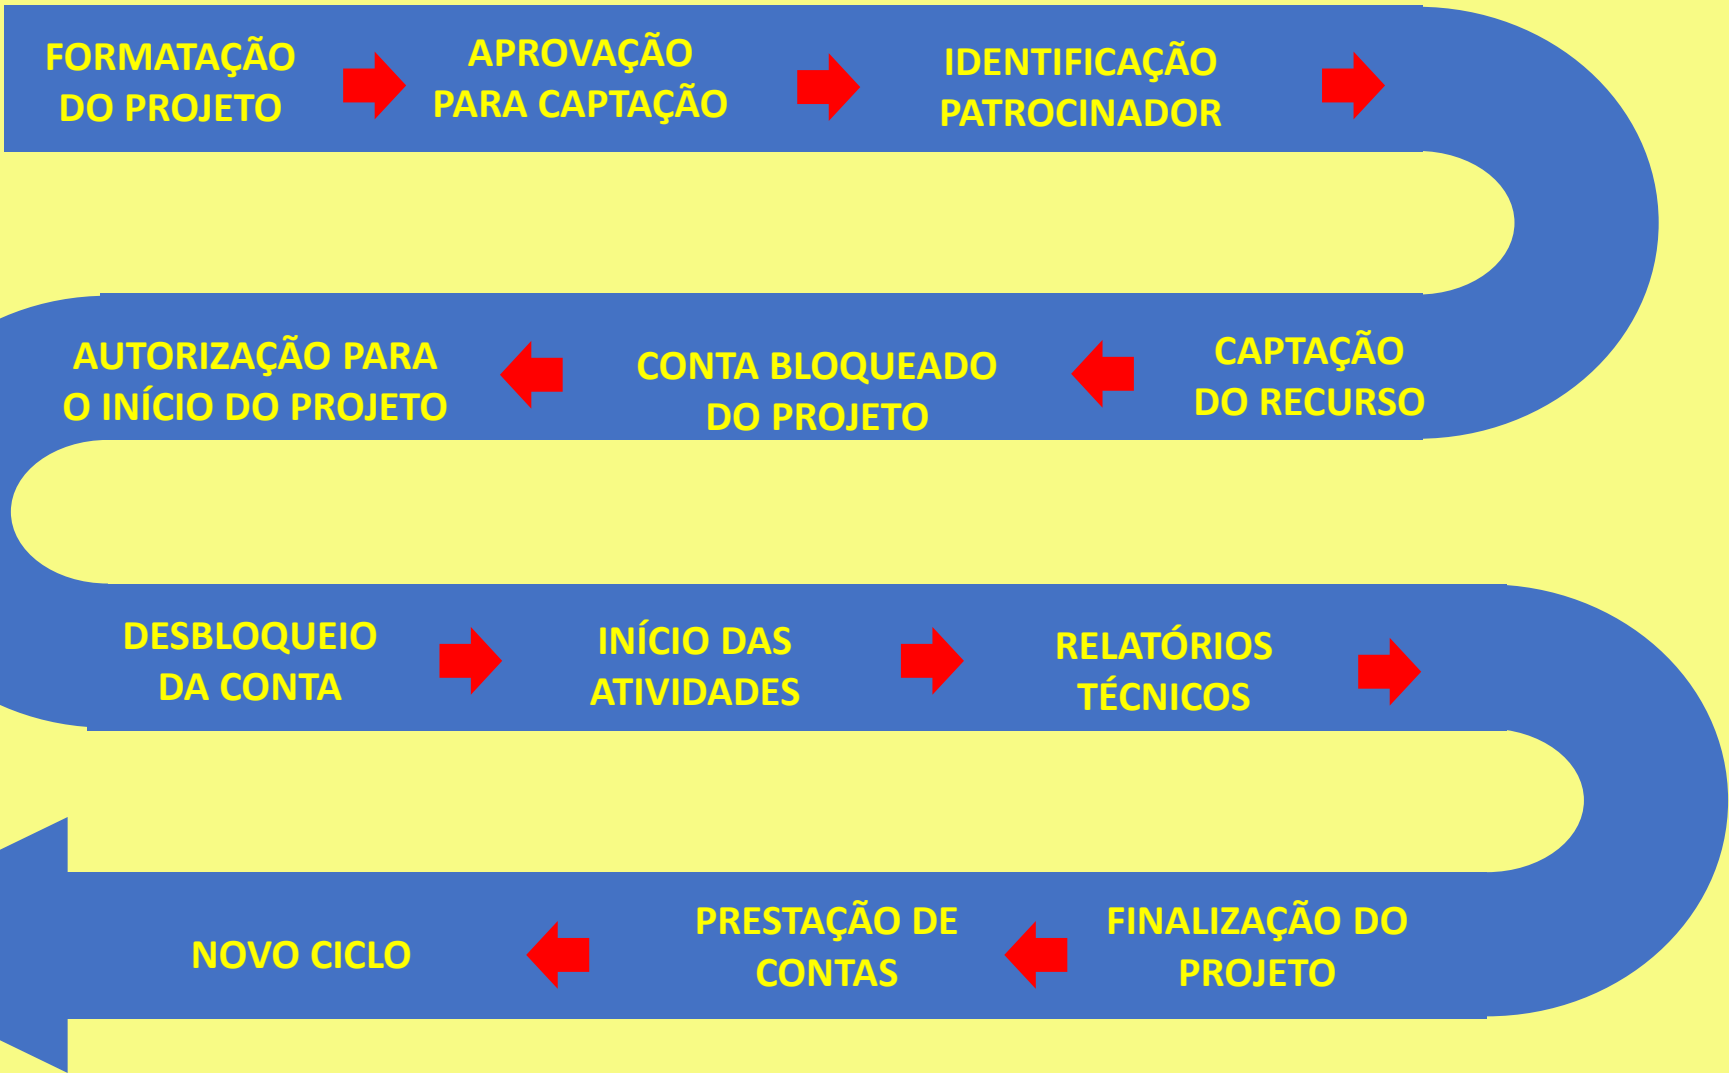 FORMATAÇÃO
DO PROJETO
APROVAÇÃO
PARA CAPTAÇÃO
IDENTIFICAÇÃO
PATROCINADOR
CAPTAÇÃO
DO RECURSO
CONTA BLOQUEADO
DO PROJETO
AUTORIZAÇÃO PARA
O INÍCIO DO PROJETO
DESBLOQUEIO
DA CONTA
INÍCIO DAS
ATIVIDADES
RELATÓRIOS
TÉCNICOS
FINALIZAÇÃO DO
PROJETO
PRESTAÇÃO DE
CONTAS
NOVO CICLO